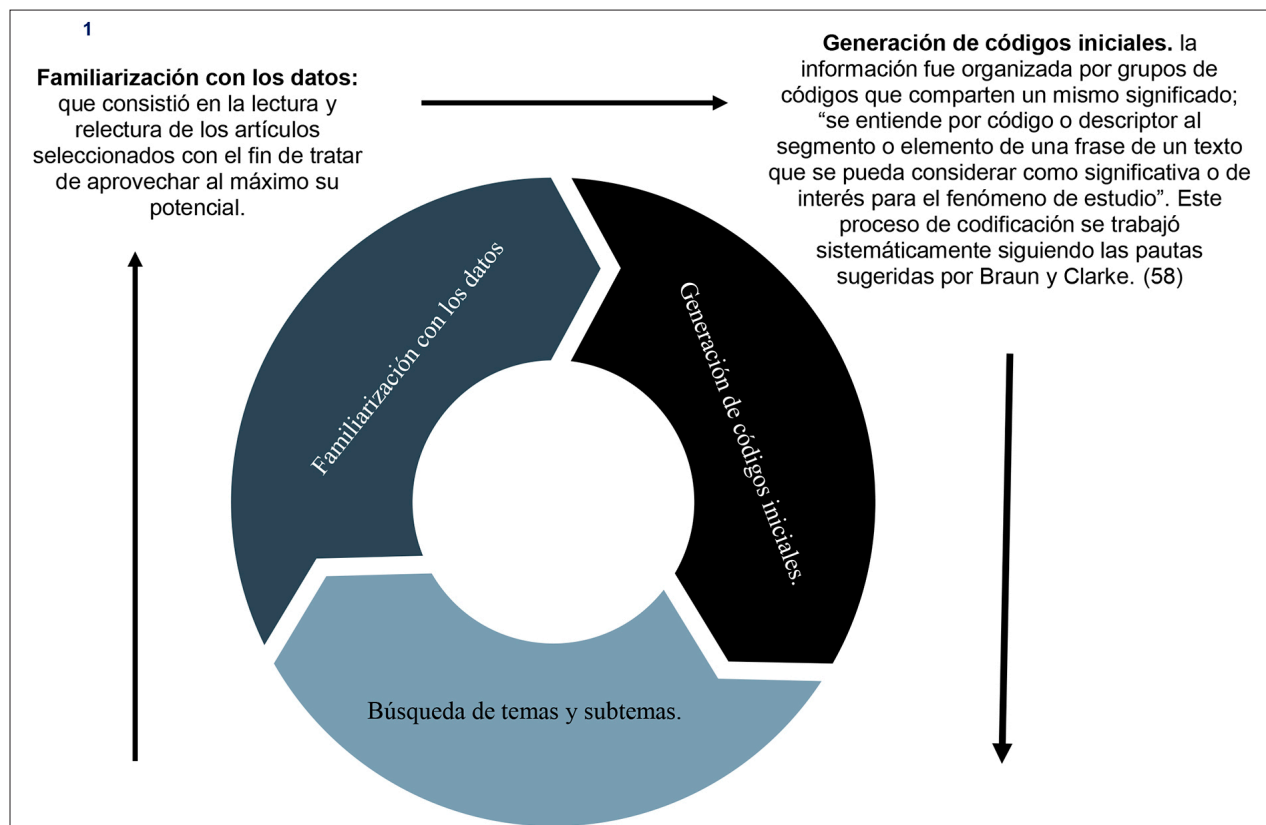 1
Familiarización con los datos:
que consistió en la lectura y
relectura de los artículos
seleccionados con el fin de tratar
de aprovechar al máximo su
potencial.
Generación de códigos iniciales. la
información fue organizada por grupos de
códigos que comparten un mismo significado;
“se entiende por código o descriptor al
segmento o elemento de una frase de un texto
que se pueda considerar como significativa o de
interés para el fenómeno de estudio”. Este
proceso de codificación se trabajó
sistemáticamente siguiendo las pautas
sugeridas por Braun y Clarke. (58)
Familiarización con los datos
Generación de códigos iniciales.
Búsqueda de temas y subtemas.